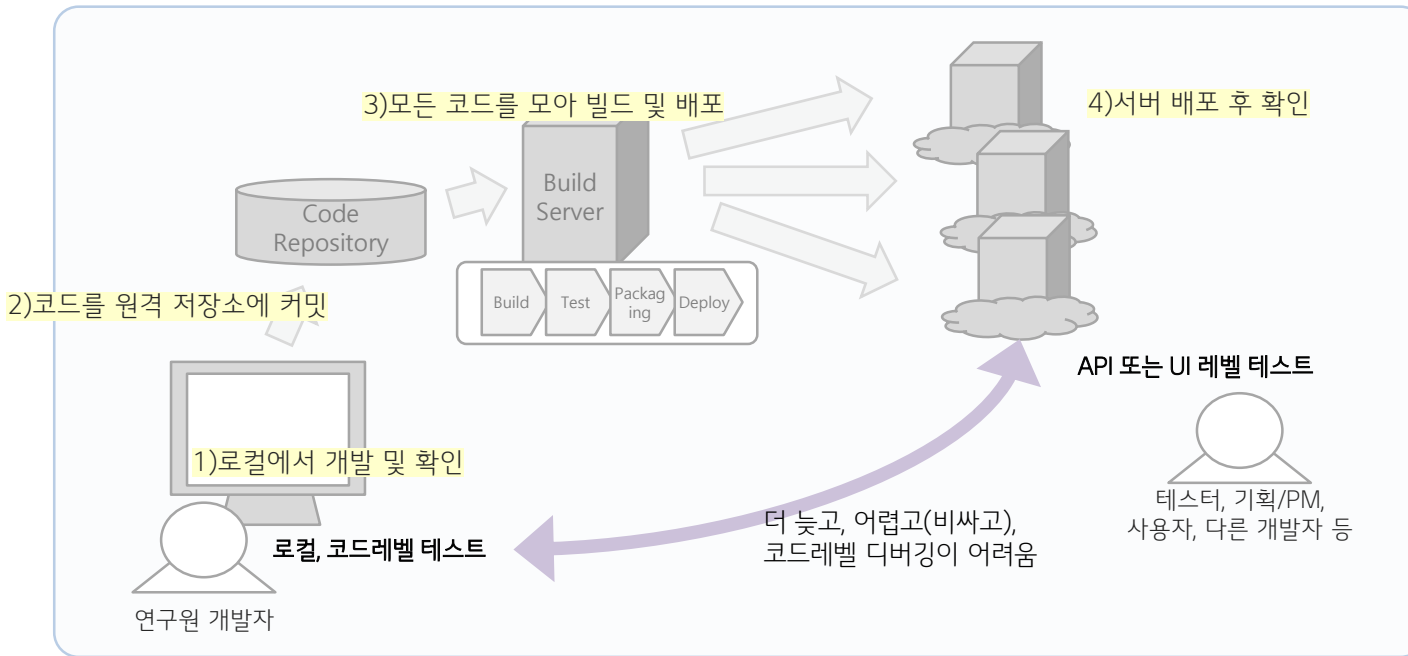 3)모든 코드를 모아 빌드 및 배포
4)서버 배포 후 확인
Build
Server
Code
Repository
Build
Test
Packag
ing
Deploy
2)코드를 원격 저장소에 커밋
API 또는 UI 레벨 테스트
1)로컬에서 개발 및 확인
테스터, 기획/PM,
사용자, 다른 개발자 등
더 늦고, 어렵고(비싸고),
코드레벨 디버깅이 어려움
로컬, 코드레벨 테스트
연구원 개발자